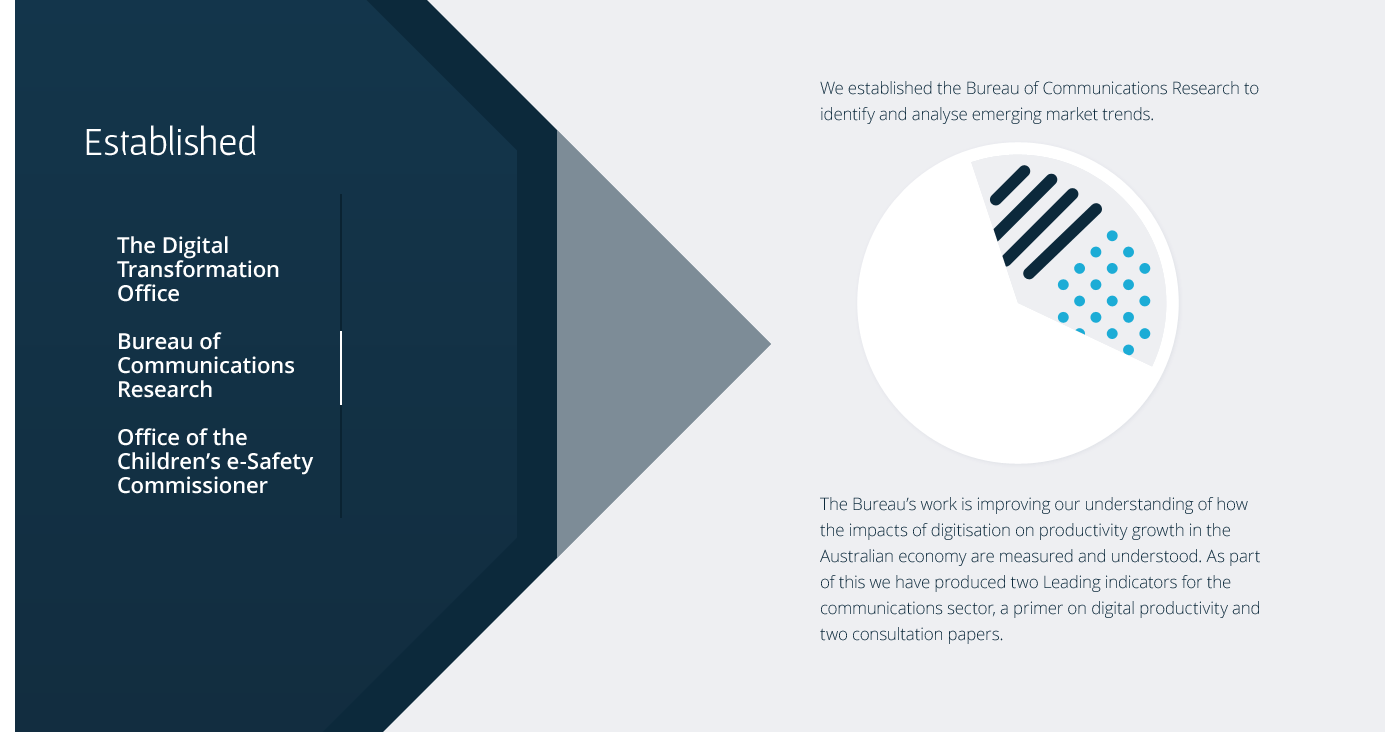 Established
The Digital
Transformation
Office
Bureau of
Communications
Research
Office of the
Children’s e-Safety
Commissioner
We established the Bureau of Communications Research to
identify and analyse emerging market trends.
The Bureau’s work is improving our understanding of how
the impacts of digitisation on productivity growth in the
Australian economy are measured and understood. As part
of this we have produced two Leading indicators for the
communications sector, a primer on digital productivity and
two consultation papers.